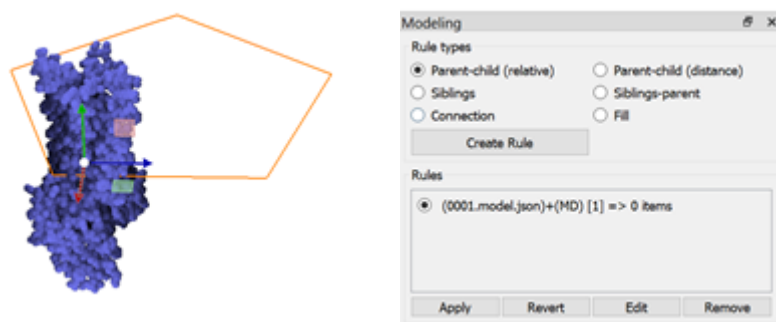 Modeling
Rule types
Parent-child (relative) Parent-child (distance)
Siblings Siblings-parent
Connection Fill
Create Rule
Rules
(0001.model.json)+(MD) [1] => 0 items
Apply Revert Edit Remove